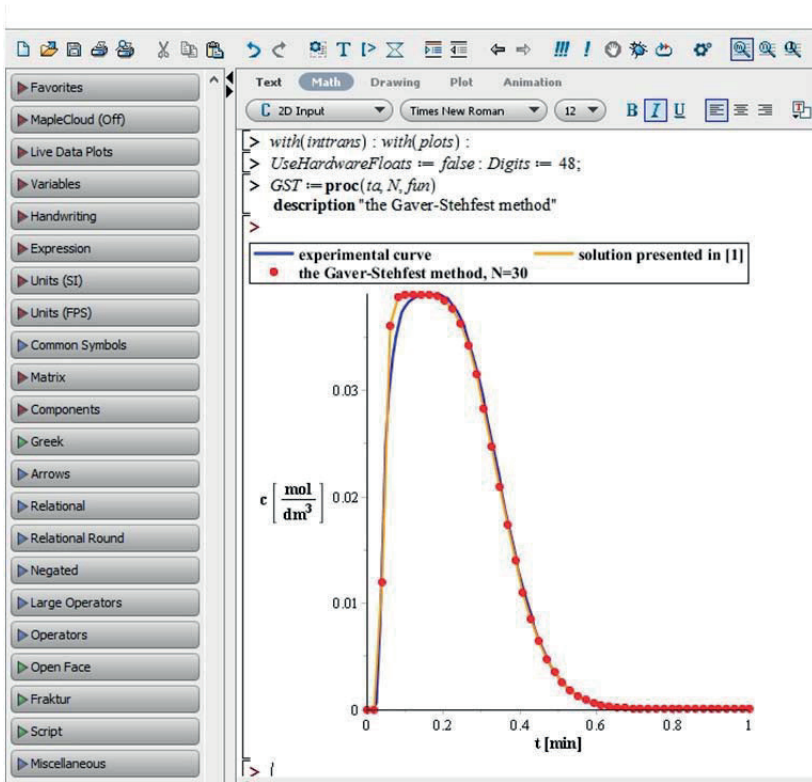 Favorites
MapleCloud (Off)
Live Data Plots
Variables
Handwriting
Expression
Units (SI)
Units (FPS)
Common Symbols
Matrix
Components
Greek
Arrows
Relational
Relational Round
Negated
Large Operators
Operators
Open Face
Fraktur
Script
Miscellaneous
Text Math Drawing Plot Animation
C 2D Input Times New Roman 12 B I U
> with(inttrans) : with(plots) :
> UseHardwareFloats := false : Digits := 48;
> GST := proc(ta, N, fun)
description "the Gaver-Stehfest method"
>
experimental curve solution presented in [1]
the Gaver-Stehfest method, N=30
0.03
c [mol/dm³] 0.02
0.01
0
0 0.2 0.4 0.6 0.8 1
t [min]
>